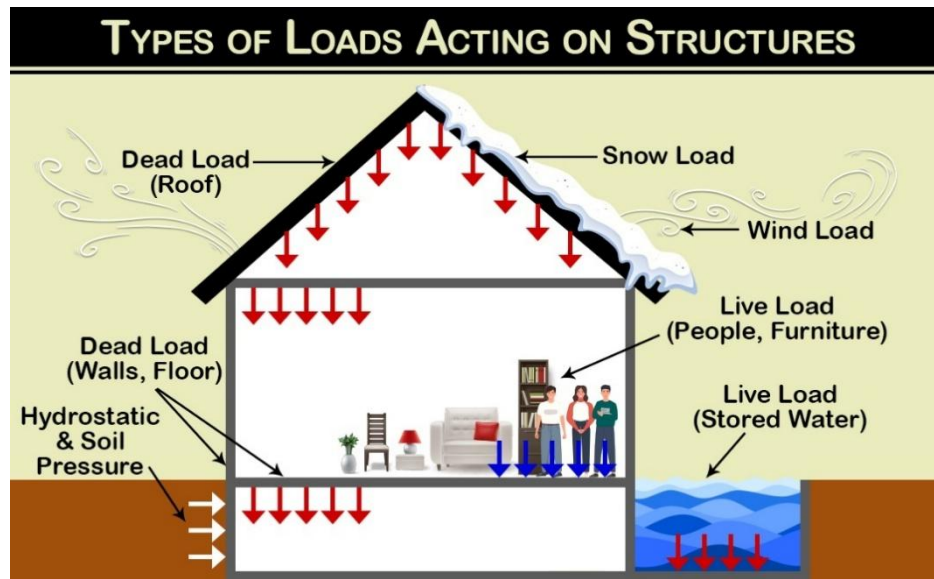 TYPES OF LOADS ACTING ON STRUCTURES
Dead Load
(Roof)
Snow Load
Wind Load
Live Load
(People, Furniture)
Dead Load
(Walls, Floor)
Hydrostatic
& Soil
Pressure
Live Load
(Stored Water)